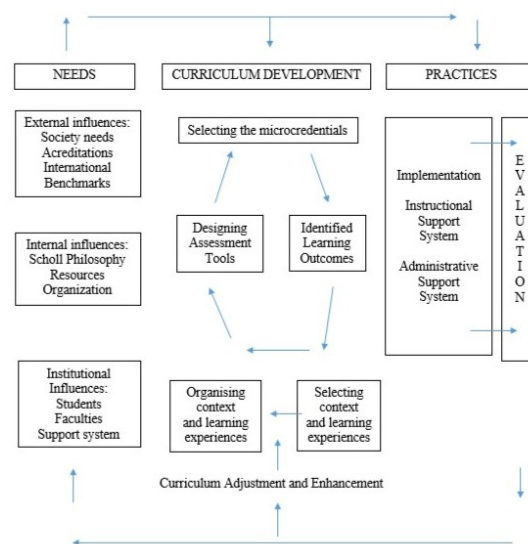 NEEDS
CURRICULUM DEVELOPMENT
PRACTICES
External influences:
Society needs
Acreditations
International
Benchmarks
Internal influences:
Scholl Philosophy
Resources
Organization
Institutional
Influences:
Students
Faculties
Support system
Selecting the microcredentials
Designing
Assessment
Tools
Identified
Learning
Outcomes
Organising
context
and learning
experiences
Selecting
context
and learning
experiences
Curriculum Adjustment and Enhancement
Implementation
Instructional
Support
System
Administrative
Support
System
E
V
A
L
U
A
T
I
O
N